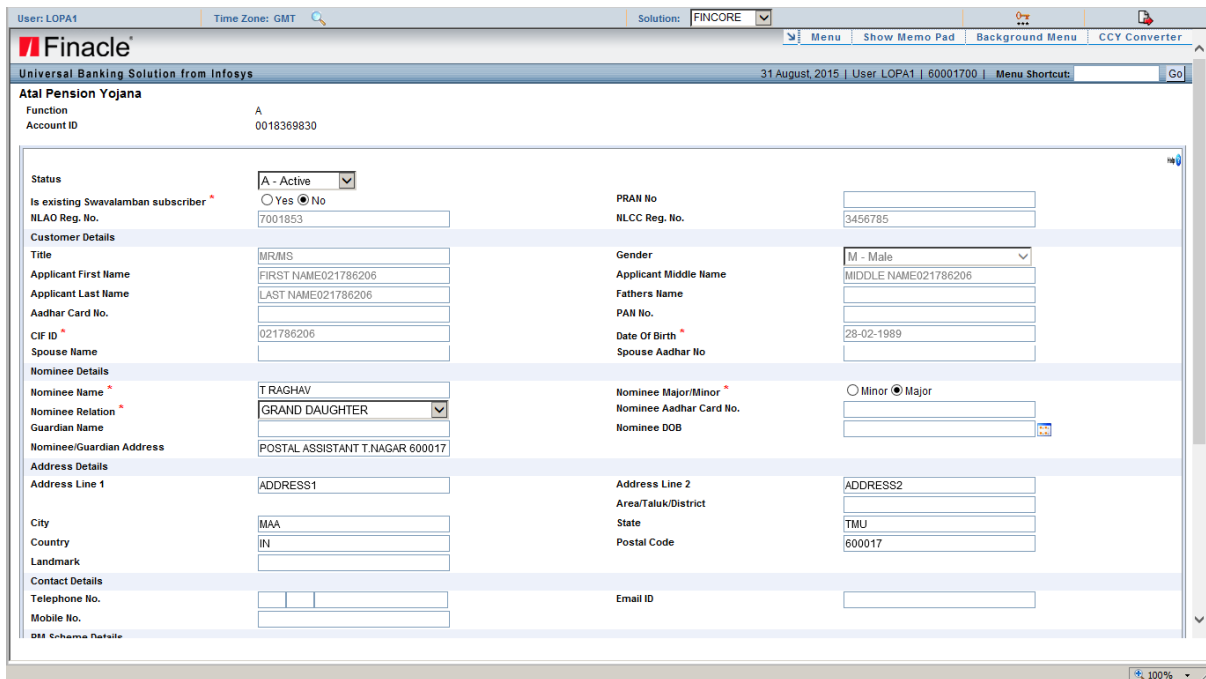 User: LOPA1 Time Zone: GMT Solution: FINCORE
Finacle Menu Show Memo Pad Background Menu CCY Converter
Universal Banking Solution from Infosys 31 August, 2015 | User LOPA1 | 60001700 | Menu Shortcut: Go
Atal Pension Yojana
Function A
Account ID 0018369830
Help
Status A - Active
Is existing Swavalamban subscriber * Yes No PRAN No
NLAO Reg. No. 7001853 NLCC Reg. No. 3456785
Customer Details
Title MR/MS Gender M - Male
Applicant First Name FIRST NAME021786206 Applicant Middle Name MIDDLE NAME021786206
Applicant Last Name LAST NAME021786206 Fathers Name
Aadhar Card No. PAN No.
CIF ID * 021786206 Date Of Birth * 28-02-1989
Spouse Name Spouse Aadhar No
Nominee Details
Nominee Name * T RAGHAV Nominee Major/Minor * Minor Major
Nominee Relation * GRAND DAUGHTER Nominee Aadhar Card No.
Guardian Name Nominee DOB
Nominee/Guardian Address POSTAL ASSISTANT T.NAGAR 600017
Address Details
Address Line 1 ADDRESS1 Address Line 2 ADDRESS2
Area/Taluk/District
City MAA State TMU
Country IN Postal Code 600017
Landmark
Contact Details
Telephone No. Email ID
Mobile No.
PM Scheme Details
100%